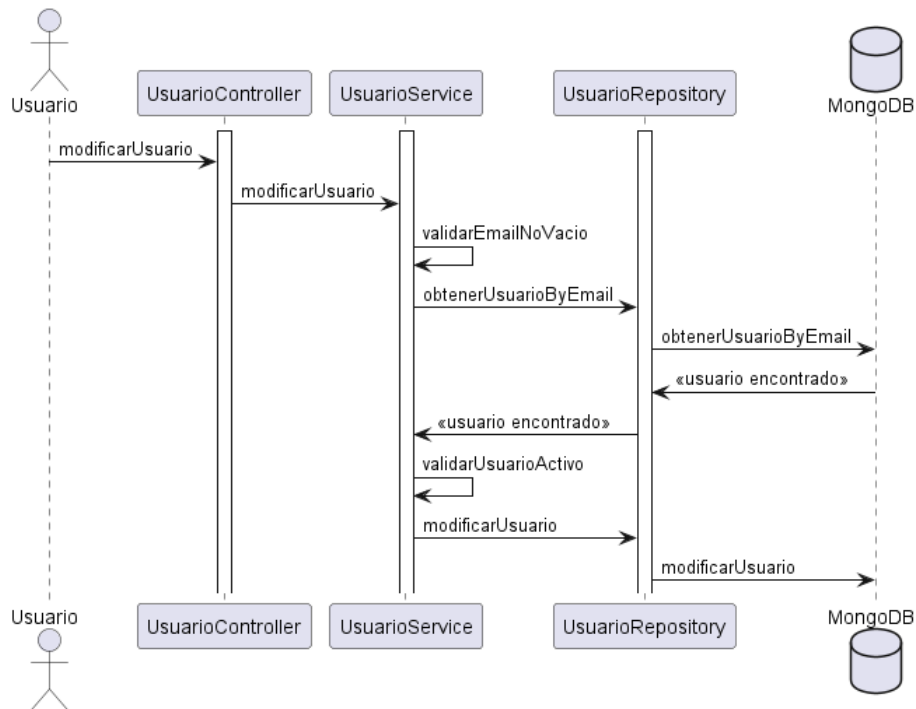 Usuario
UsuarioController
UsuarioService
UsuarioRepository
MongoDB
modificarUsuario
modificarUsuario
validarEmailNoVacio
obtenerUsuarioByEmail
obtenerUsuarioByEmail
«usuario encontrado»
«usuario encontrado»
validarUsuarioActivo
modificarUsuario
modificarUsuario
Usuario
UsuarioController
UsuarioService
UsuarioRepository
MongoDB